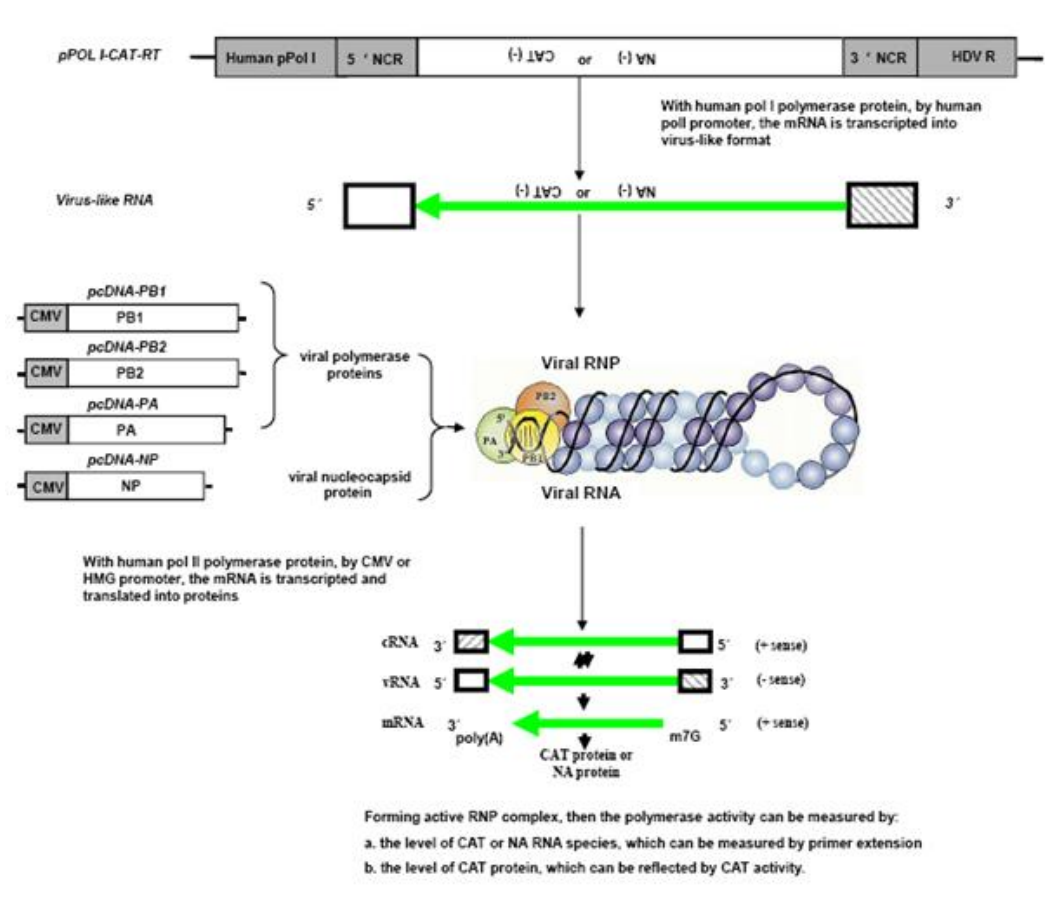 pPOL I-CAT-RT
Human pPol I
5 ' NCR
CAT (-) or NA (-)
3 ' NCR
HDV R
With human pol I polymerase protein, by human
polI promoter, the mRNA is transcripted into
virus-like format
CAT (-) or NA (-)
Virus-like RNA
5´
3´
pcDNA-PB1
CMV
PB1
pcDNA-PB2
CMV
PB2
pcDNA-PA
CMV
PA
pcDNA-NP
CMV
NP
viral polymerase
proteins
viral nucleocapsid
protein
Viral RNP
PB2
5'
PA
3'
PB1
Viral RNA
With human pol II polymerase protein, by CMV or
HMG promoter, the mRNA is transcripted and
translated into proteins
cRNA 3´ 5´ (+ sense)
vRNA 5´ 3´ (- sense)
mRNA 3´ 5´ (+ sense)
poly(A) m7G
CAT protein or
NA protein
Forming active RNP complex, then the polymerase activity can be measured by:
a. the level of CAT or NA RNA species, which can be measured by primer extension
b. the level of CAT protein, which can be reflected by CAT activity.